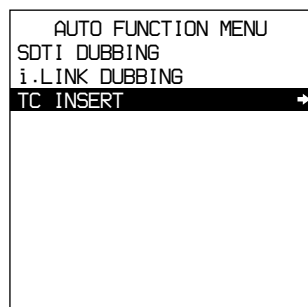 AUTO FUNCTION MENU
SDTI DUBBING
i.LINK DUBBING
TC INSERT